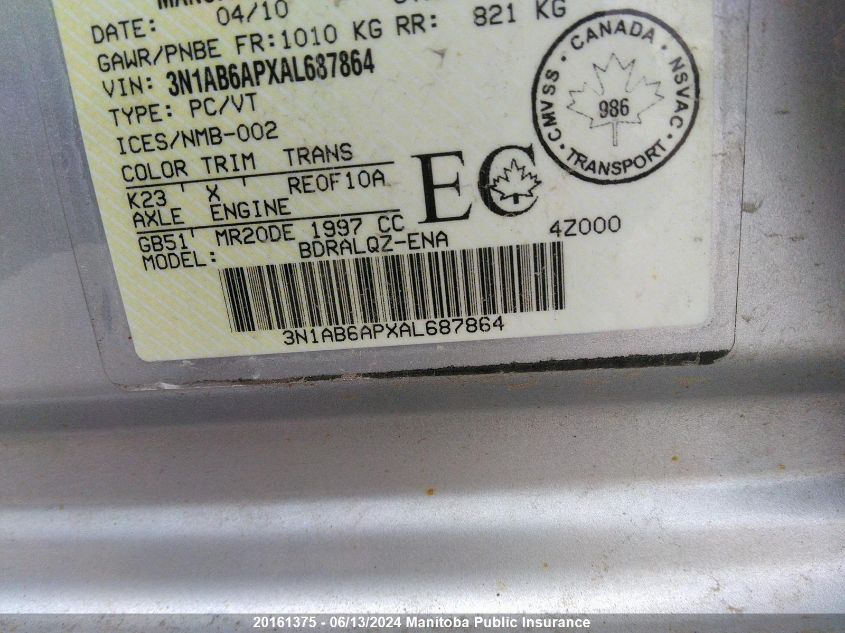 DATE: 04/10
GAWR/PNBE FR:1010 KG RR: 821 KG
VIN: 3N1AB6APXAL687864
TYPE: PC/VT
ICES/NMB-002
COLOR TRIM TRANS
K23 X RE0F10A
AXLE ENGINE
GB51 MR20DE 1997 CC
MODEL: BDRALQZ-ENA 4Z000
3N1AB6APXAL687864
EC
CANADA
CMVSS · NSVAC
986
TRANSPORT
20161375 - 06/13/2024 Manitoba Public Insurance